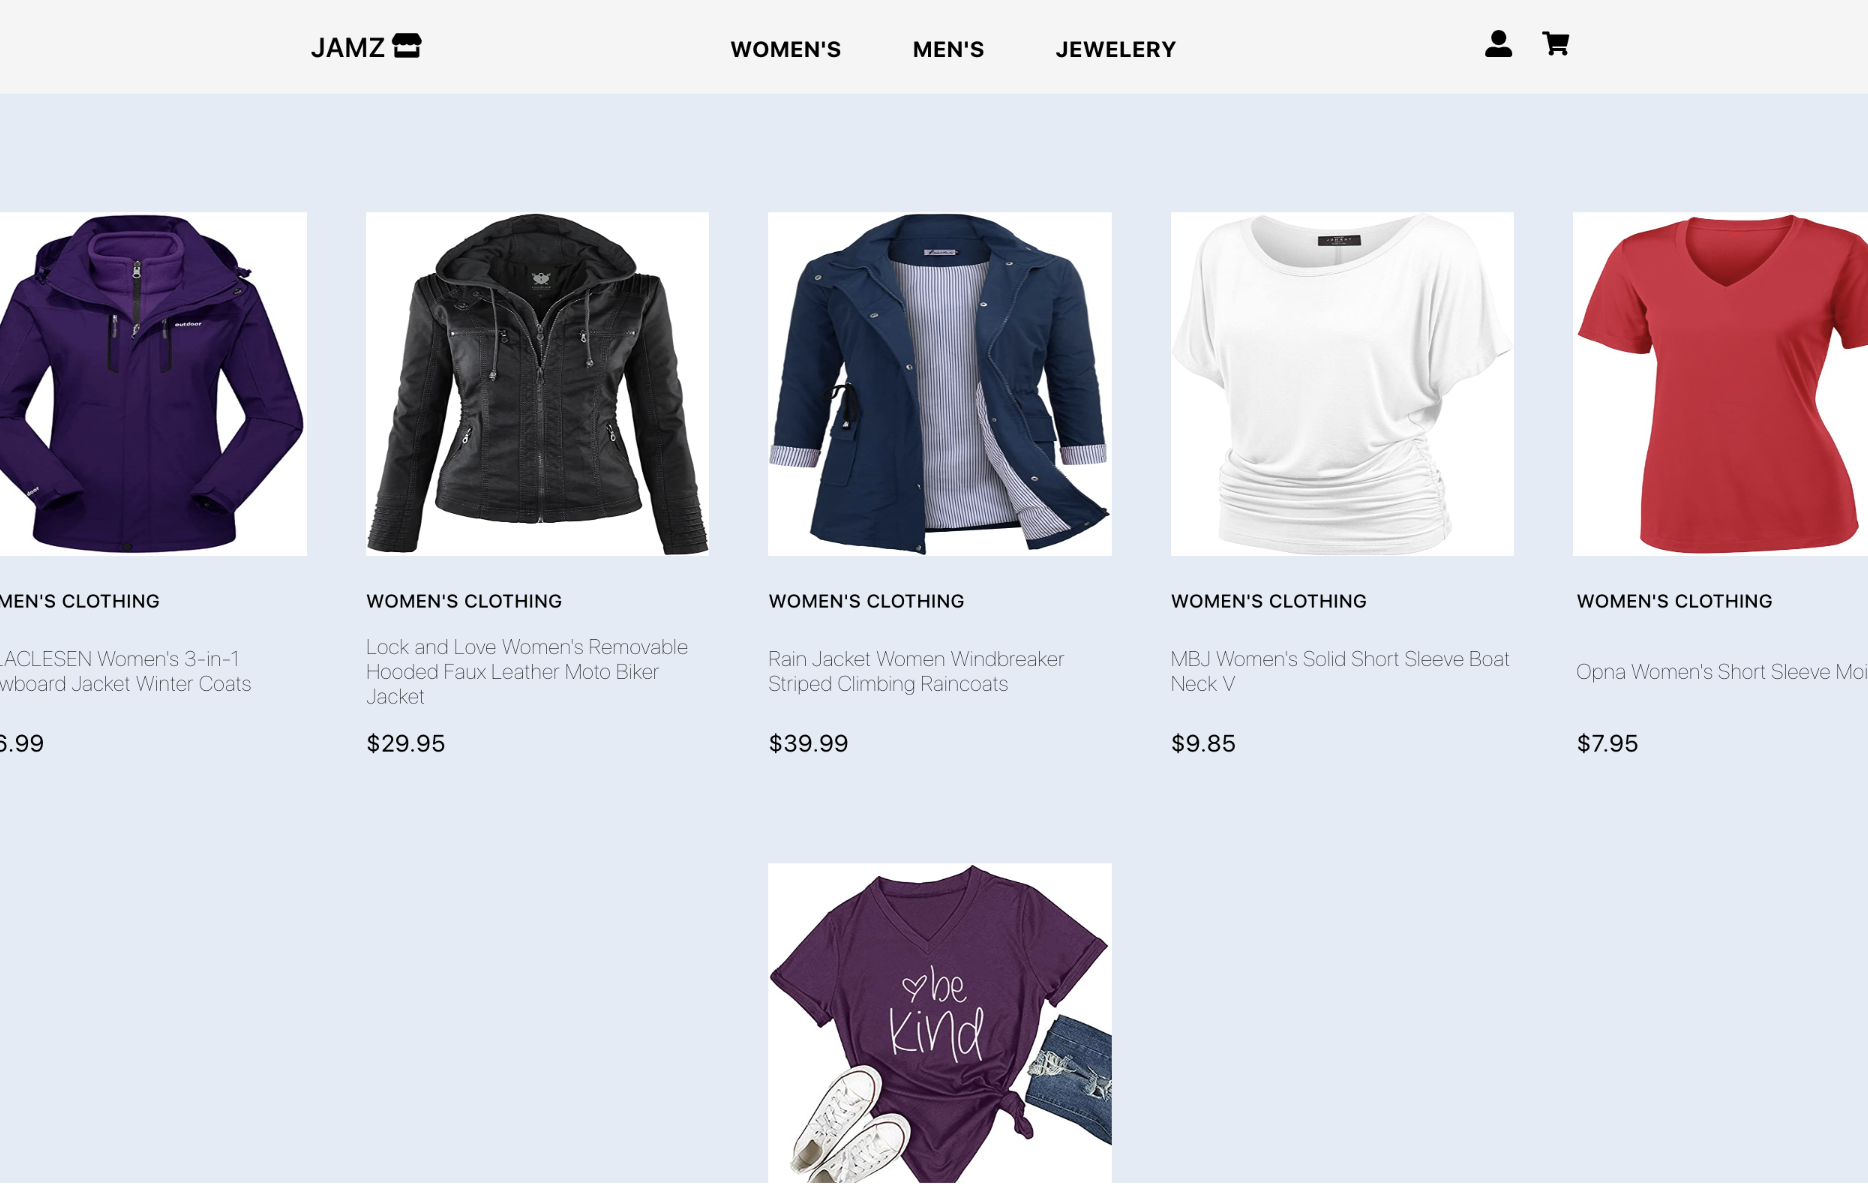 JAMZ
WOMEN'S
MEN'S
JEWELERY
outdoor
MEN'S CLOTHING
LACLESEN Women's 3-in-1
wboard Jacket Winter Coats
6.99
WOMEN'S CLOTHING
Lock and Love Women's Removable
Hooded Faux Leather Moto Biker
Jacket
$29.95
WOMEN'S CLOTHING
Rain Jacket Women Windbreaker
Striped Climbing Raincoats
$39.99
WOMEN'S CLOTHING
MBJ Women's Solid Short Sleeve Boat
Neck V
$9.85
WOMEN'S CLOTHING
Opna Women's Short Sleeve Moi
$7.95
be
kind